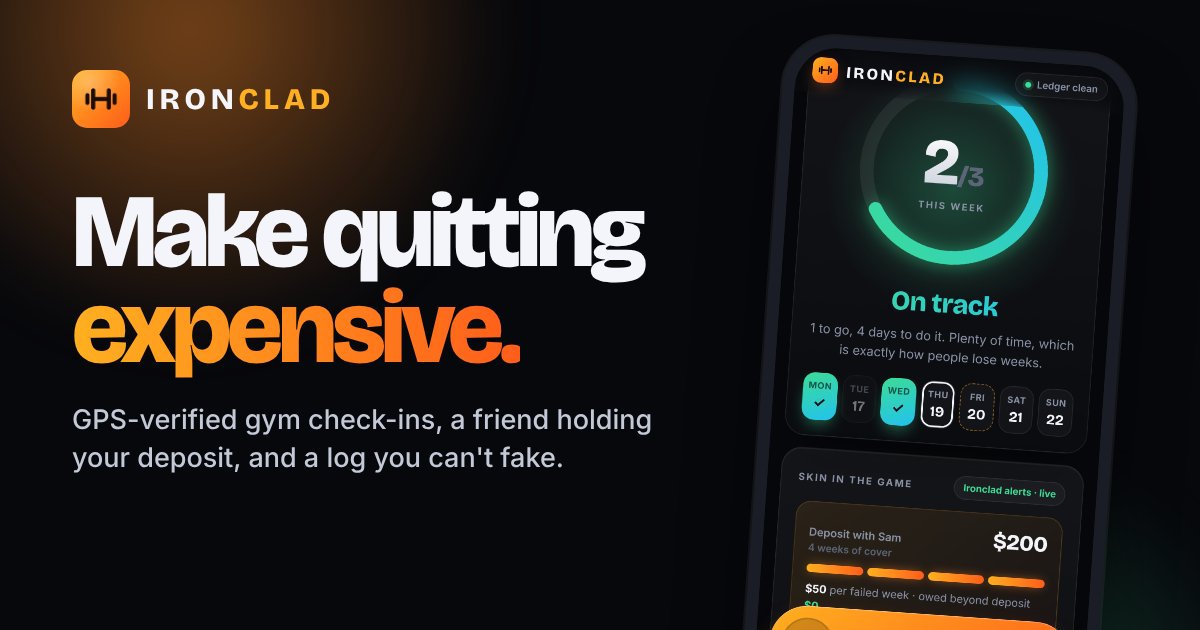 IRONCLAD
Make quitting
expensive.
GPS-verified gym check-ins, a friend holding
your deposit, and a log you can't fake.
IRONCLAD
Ledger clean
2/3
THIS WEEK
On track
1 to go, 4 days to do it. Plenty of time, which
is exactly how people lose weeks.
MON TUE WED THU FRI SAT SUN
17 19 20 21 22
SKIN IN THE GAME
Ironclad alerts · live
Deposit with Sam
$200
4 weeks of cover
$50 per failed week · owed beyond deposit
$0